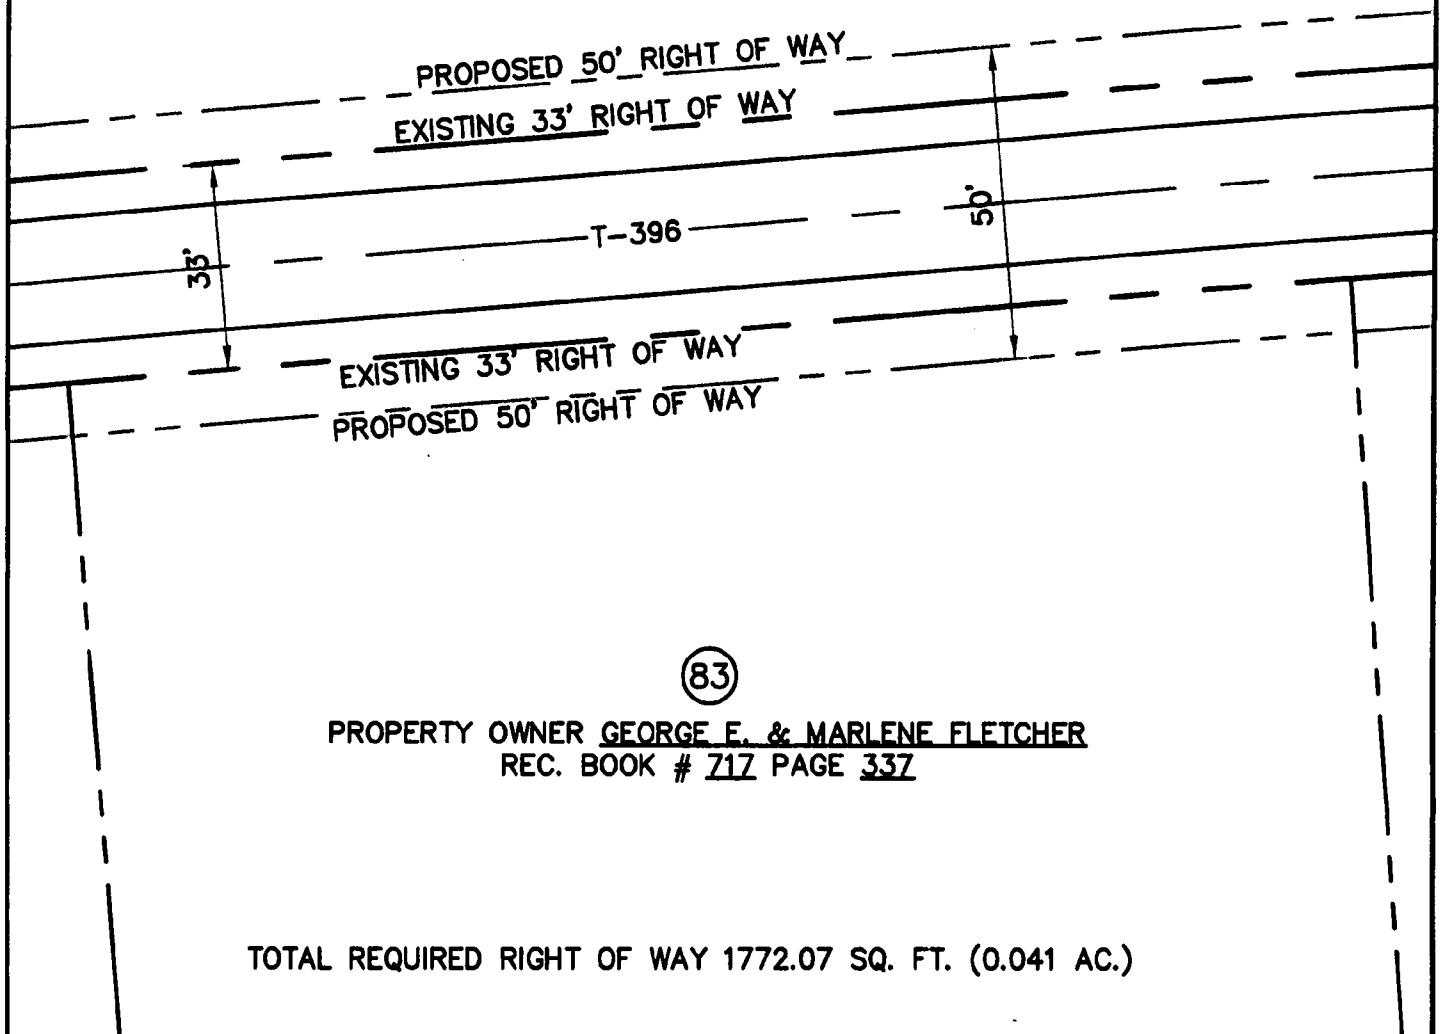 PROPOSED 50' RIGHT OF WAY
EXISTING 33' RIGHT OF WAY
33'
T-396
50'
EXISTING 33' RIGHT OF WAY
PROPOSED 50' RIGHT OF WAY
83
PROPERTY OWNER GEORGE E. & MARLENE FLETCHER
REC. BOOK # 717 PAGE 337
TOTAL REQUIRED RIGHT OF WAY 1772.07 SQ. FT. (0.041 AC.)